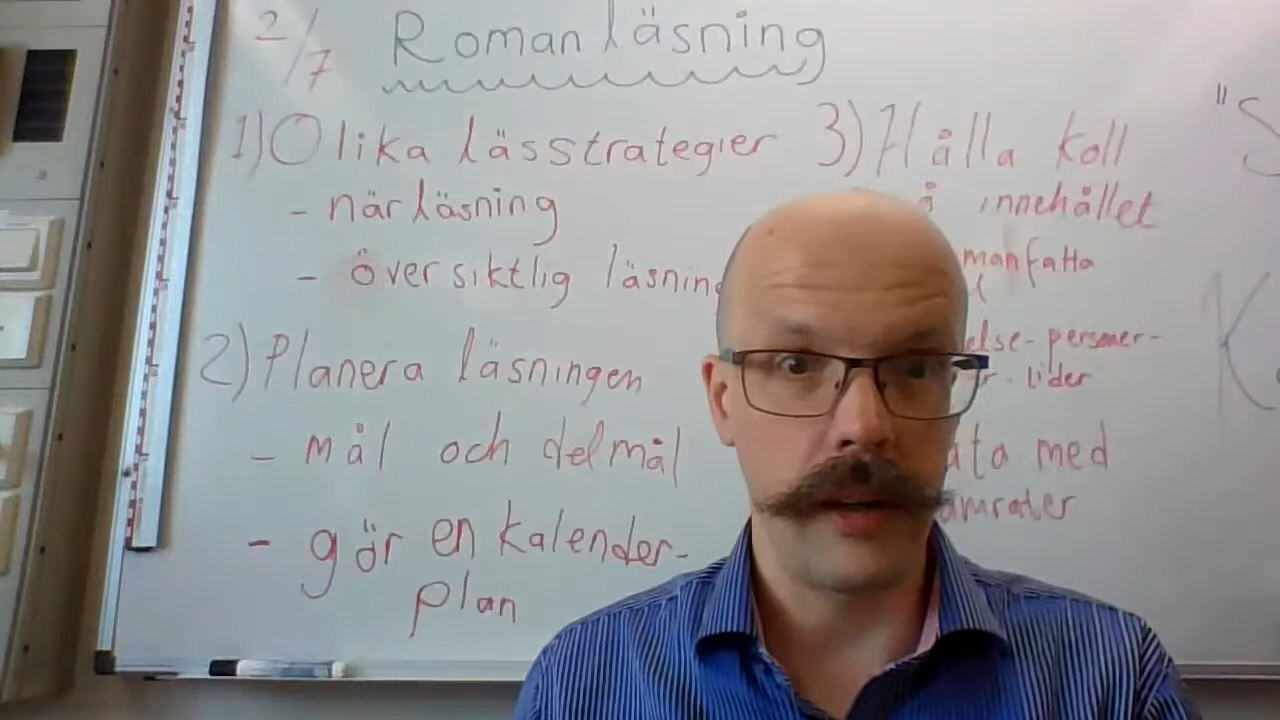 2/7
Romanläsning
1) Olika lässtrategier
- närläsning
- översiktlig läsning
2) Planera läsningen
- mål och delmål
- gör en kalender-
plan
3) Hålla koll
innehållet
med
"S